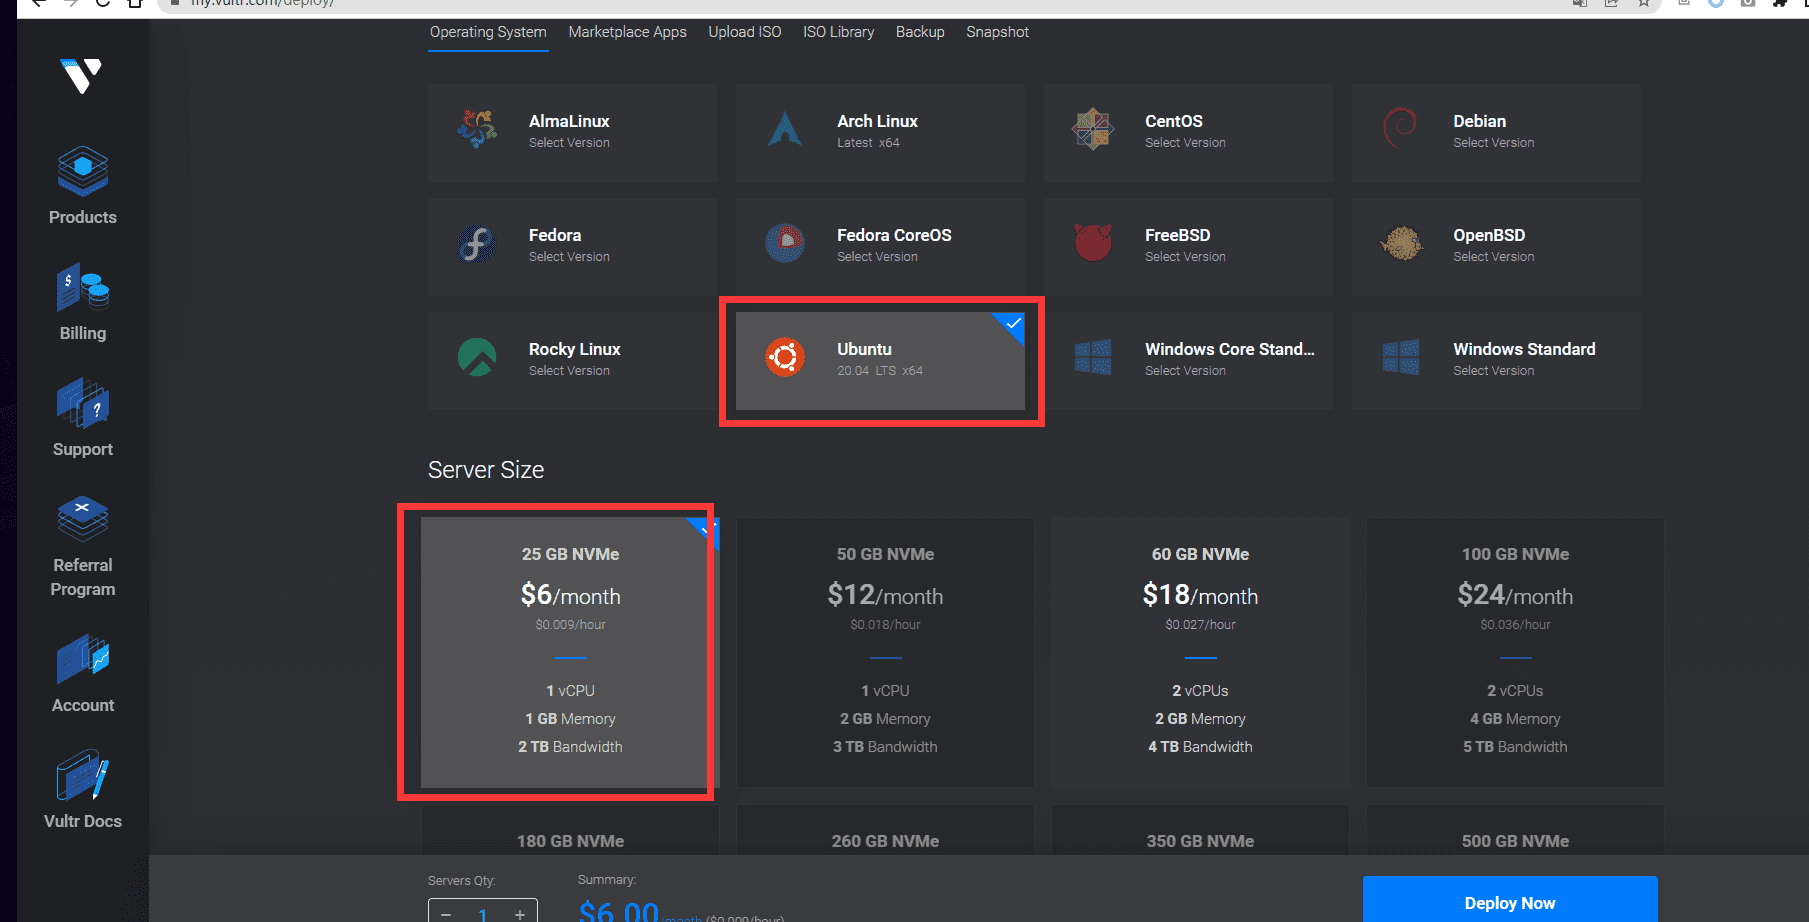 my.vultr.com/deploy/
Operating System Marketplace Apps Upload ISO ISO Library Backup Snapshot
AlmaLinux
Select Version
Arch Linux
Latest x64
CentOS
Select Version
Debian
Select Version
Fedora
Select Version
Fedora CoreOS
Select Version
FreeBSD
Select Version
OpenBSD
Select Version
Rocky Linux
Select Version
Ubuntu
20.04 LTS x64
Windows Core Stand...
Select Version
Windows Standard
Select Version
Products
Billing
Support
Referral
Program
Account
Vultr Docs
Server Size
25 GB NVMe
$6/month
$0.009/hour
1 vCPU
1 GB Memory
2 TB Bandwidth
50 GB NVMe
$12/month
$0.018/hour
1 vCPU
2 GB Memory
3 TB Bandwidth
60 GB NVMe
$18/month
$0.027/hour
2 vCPUs
2 GB Memory
4 TB Bandwidth
100 GB NVMe
$24/month
$0.036/hour
2 vCPUs
4 GB Memory
5 TB Bandwidth
180 GB NVMe
260 GB NVMe
350 GB NVMe
500 GB NVMe
Servers Qty:
− 1 +
Summary:
$6.00/month ($0.009/hour)
Deploy Now